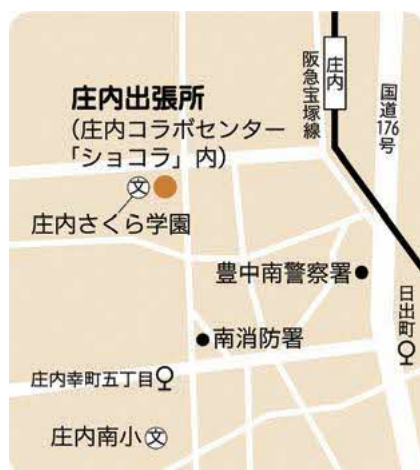 庄内出張所
(庄内コラボセンター
「ショコラ」内)
文
庄内さくら学園
阪急宝塚線
庄内
国道176号
豊中南警察署
日出町
南消防署
庄内幸町五丁目
庄内南小
文